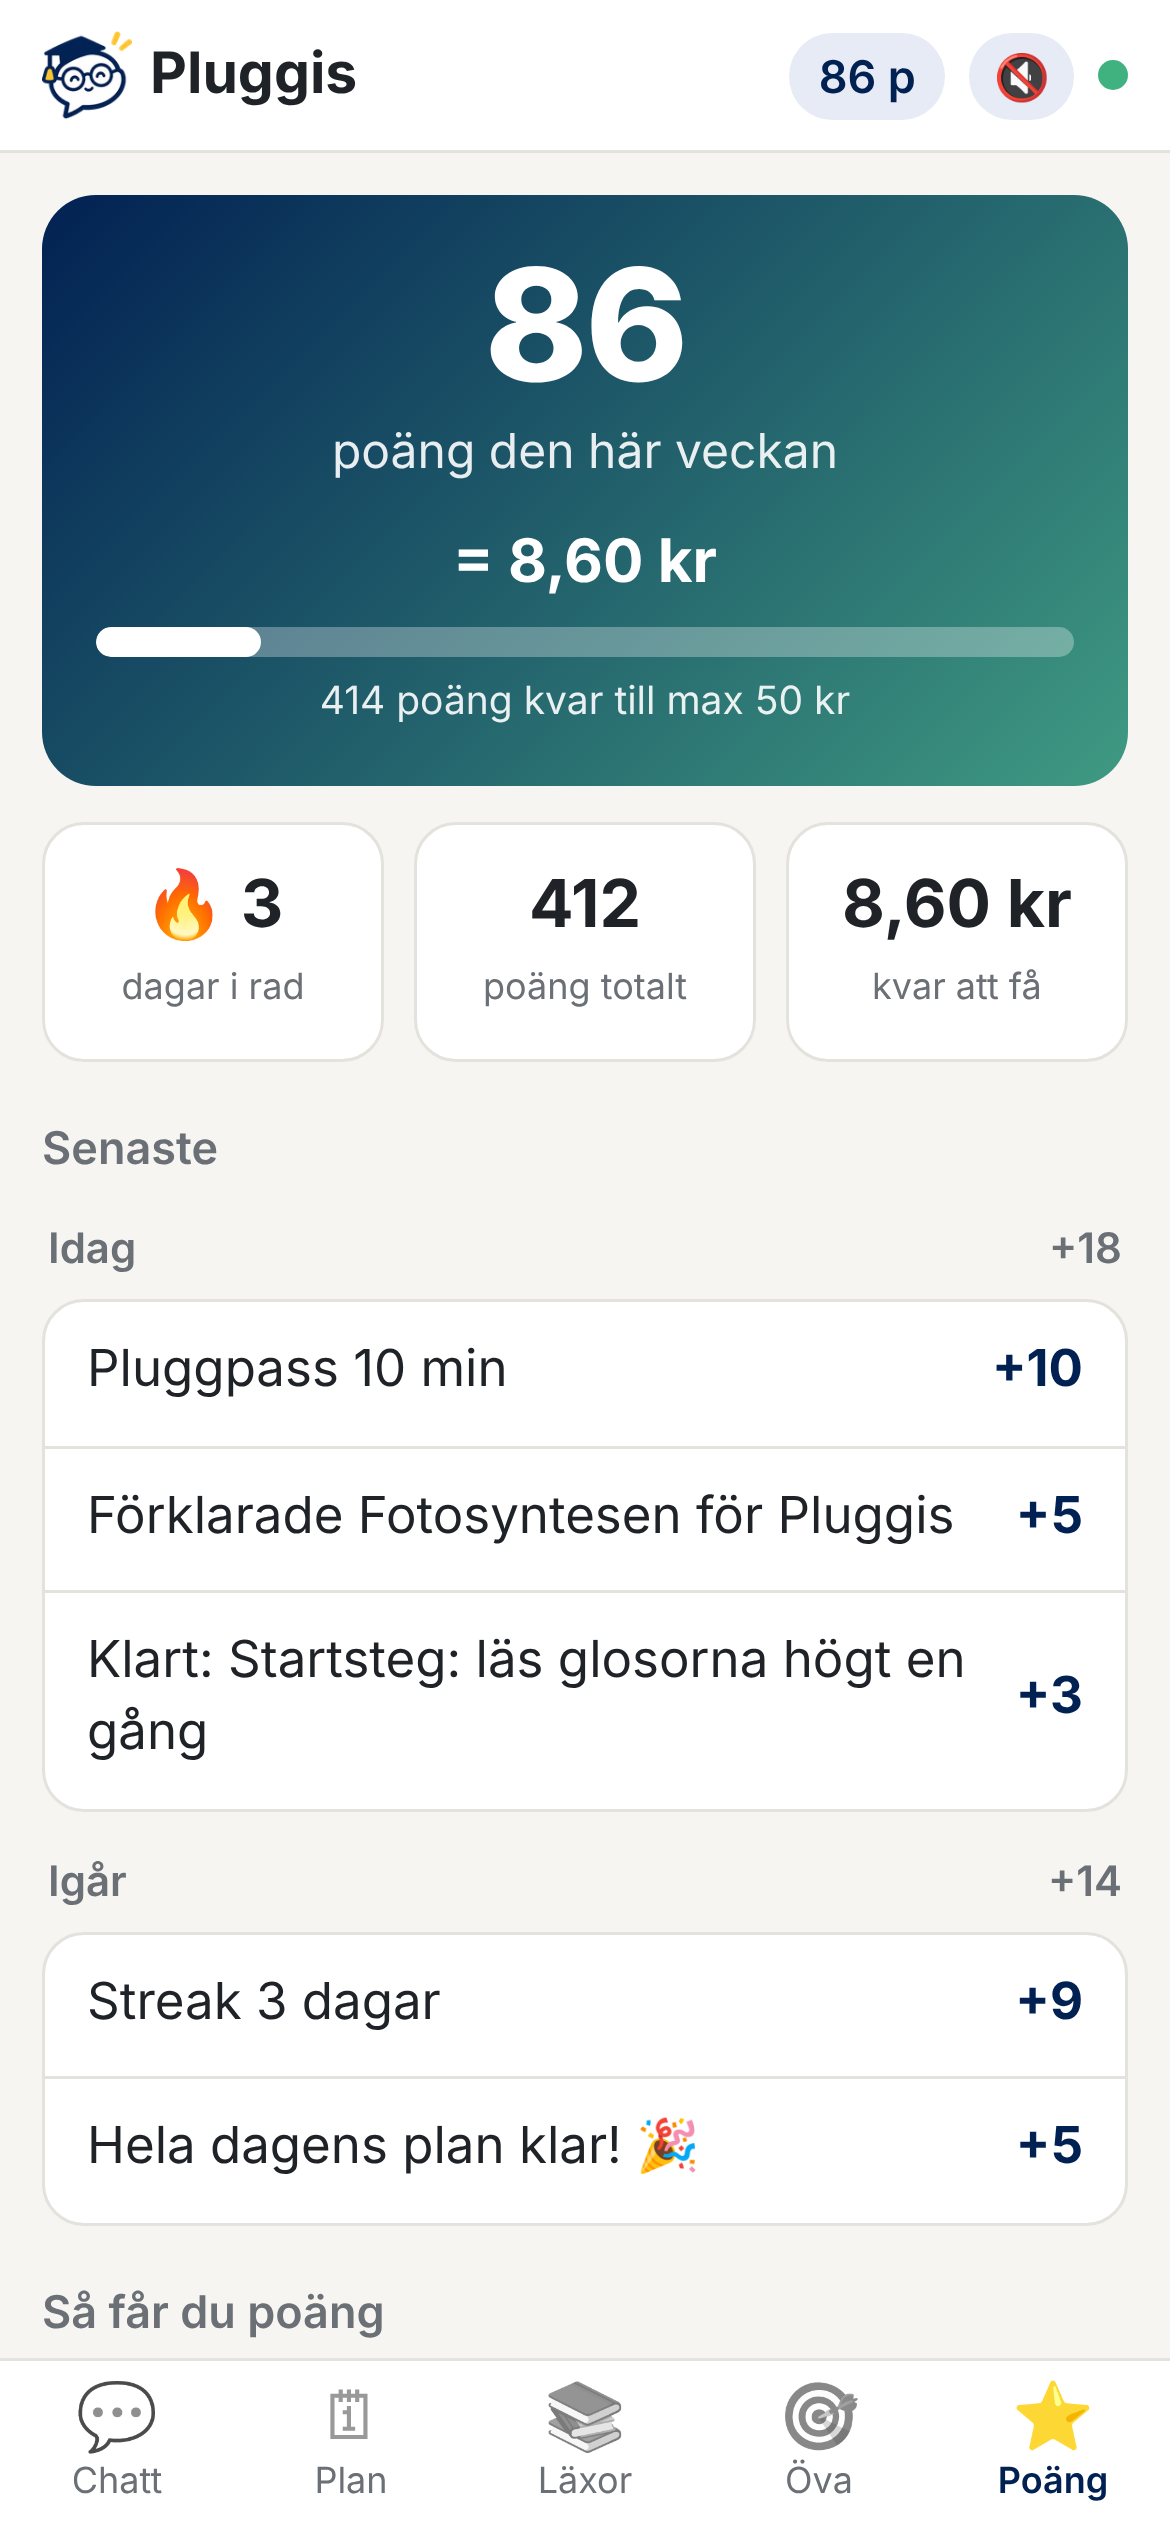 Pluggis
86 p
86
poäng den här veckan
= 8,60 kr
414 poäng kvar till max 50 kr
3
dagar i rad
412
poäng totalt
8,60 kr
kvar att få
Senaste
Idag +18
Pluggpass 10 min +10
Förklarade Fotosyntesen för Pluggis +5
Klart: Startsteg: läs glosorna högt en
gång +3
Igår +14
Streak 3 dagar +9
Hela dagens plan klar! 🎉 +5
Så får du poäng
Chatt
Plan
Läxor
Öva
Poäng